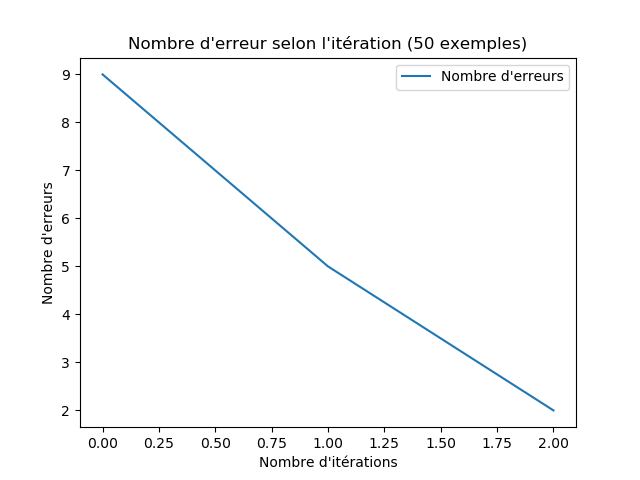 Nombre d'erreur selon l'itération (50 exemples)
Nombre d'erreurs
9
8
7
6
5
4
3
2
Nombre d'erreurs
0.00 0.25 0.50 0.75 1.00 1.25 1.50 1.75 2.00
Nombre d'itérations